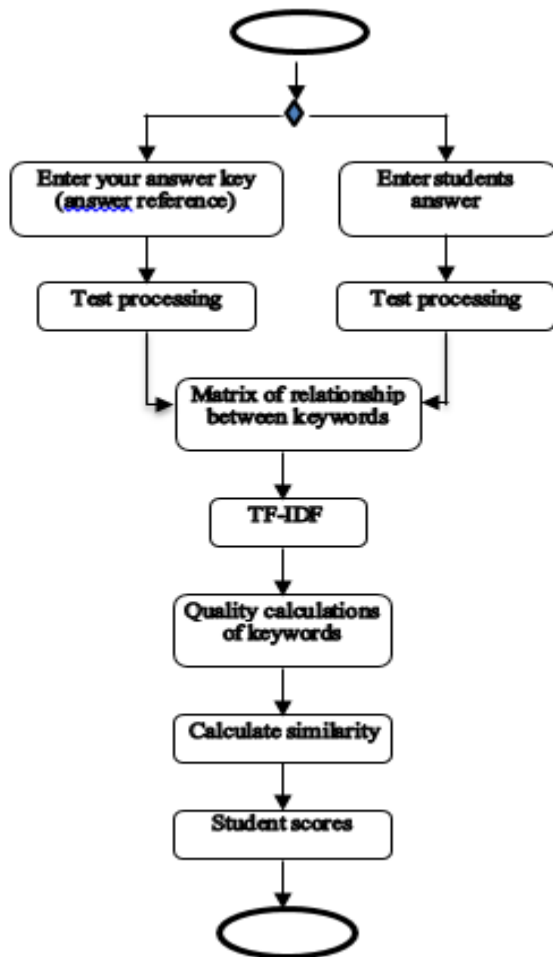 Enter your answer key
(answer reference)
Enter students
answer
Test processing
Test processing
Matrix of relationship
between keywords
TF-IDF
Quality calculations
of keywords
Calculate similarity
Student scores